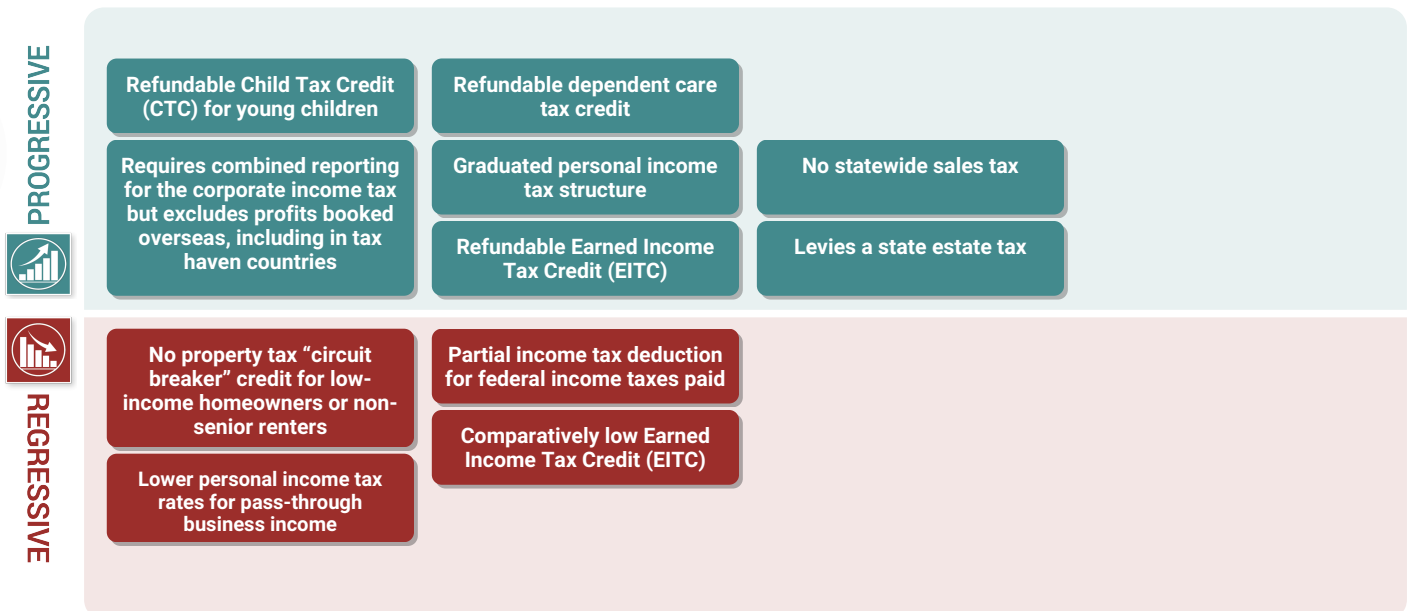 PROGRESSIVE
Refundable Child Tax Credit
(CTC) for young children
Requires combined reporting
for the corporate income tax
but excludes profits booked
overseas, including in tax
haven countries
Refundable dependent care
tax credit
Graduated personal income
tax structure
Refundable Earned Income
Tax Credit (EITC)
No statewide sales tax
Levies a state estate tax
REGRESSIVE
No property tax “circuit
breaker” credit for low-
income homeowners or non-
senior renters
Lower personal income tax
rates for pass-through
business income
Partial income tax deduction
for federal income taxes paid
Comparatively low Earned
Income Tax Credit (EITC)